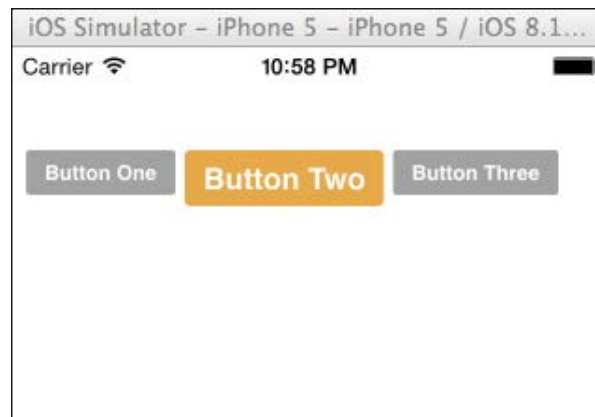 iOS Simulator – iPhone 5 – iPhone 5 / iOS 8.1...
Carrier 10:58 PM
Button One Button Two Button Three